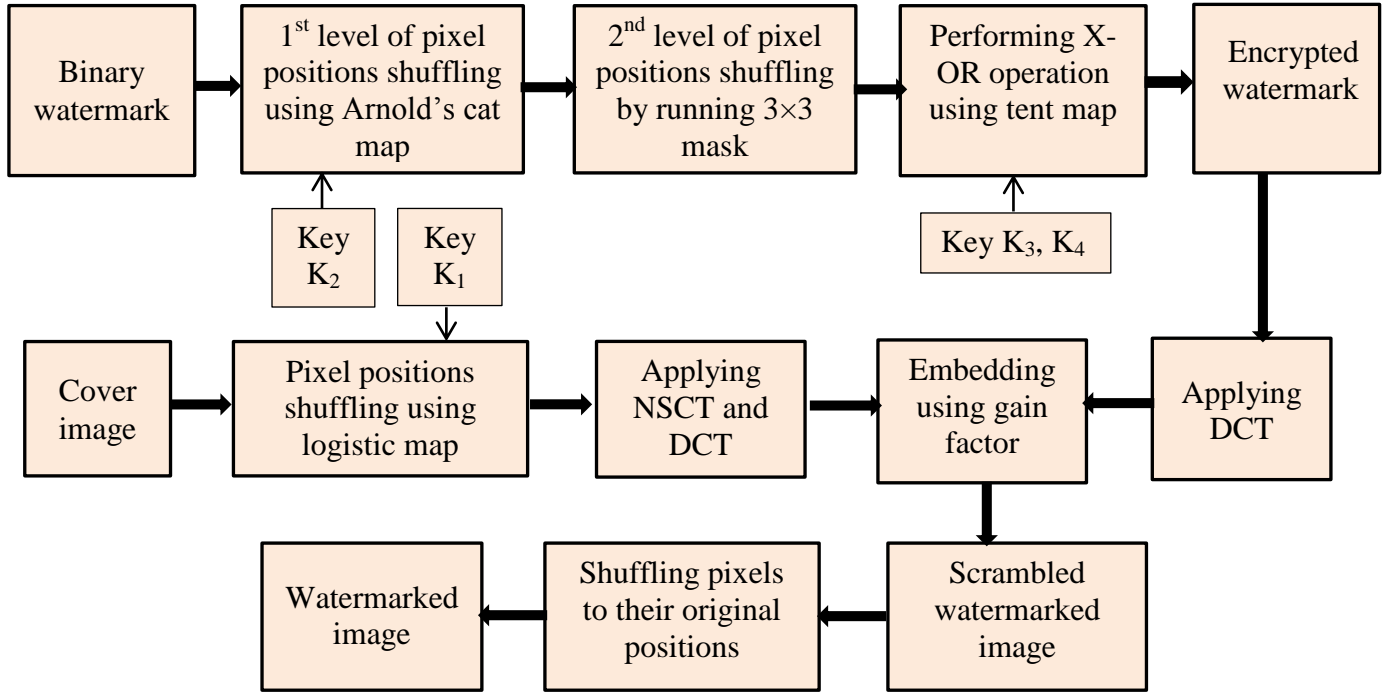 Binary
watermark
1st level of pixel
positions shuffling
using Arnold's cat
map
2nd level of pixel
positions shuffling
by running 3×3
mask
Performing X-
OR operation
using tent map
Encrypted
watermark
Key
K2
Key
K1
Key K3, K4
Cover
image
Pixel positions
shuffling using
logistic map
Applying
NSCT and
DCT
Embedding
using gain
factor
Applying
DCT
Watermarked
image
Shuffling pixels
to their original
positions
Scrambled
watermarked
image